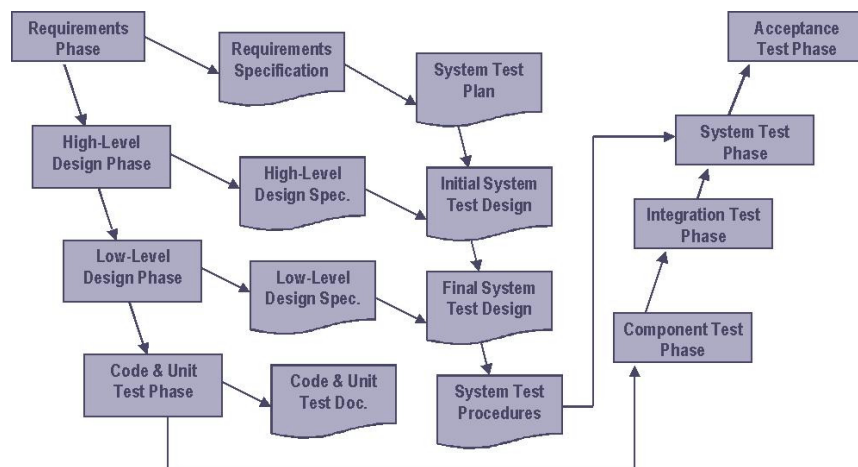 Requirements
Phase
Requirements
Specification
System Test
Plan
Acceptance
Test Phase
High-Level
Design Phase
High-Level
Design Spec.
Initial System
Test Design
System Test
Phase
Integration Test
Phase
Low-Level
Design Phase
Low-Level
Design Spec.
Final System
Test Design
Component Test
Phase
Code & Unit
Test Phase
Code & Unit
Test Doc.
System Test
Procedures